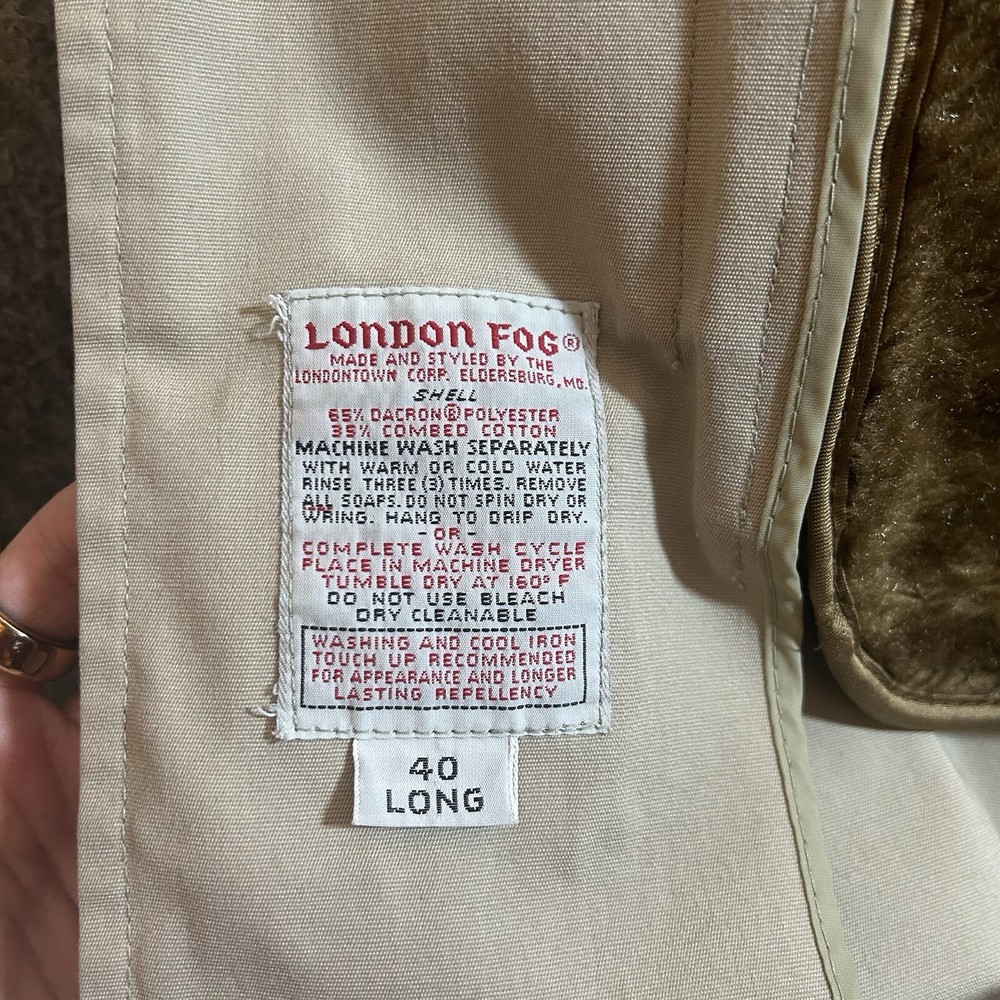 LONDON FOG®
MADE AND STYLED BY THE
LONDONTOWN CORP. ELDERSBURG, MD.
SHELL
65% DACRON® POLYESTER
35% COMBED COTTON
MACHINE WASH SEPARATELY
WITH WARM OR COLD WATER
RINSE THREE (3) TIMES. REMOVE
ALL SOAPS. DO NOT SPIN DRY OR
WRING. HANG TO DRIP DRY.
- OR -
COMPLETE WASH CYCLE
PLACE IN MACHINE DRYER
TUMBLE DRY AT 160° F
DO NOT USE BLEACH
DRY CLEANABLE
WASHING AND COOL IRON
TOUCH UP RECOMMENDED
FOR APPEARANCE AND LONGER
LASTING REPELLENCY
40
LONG